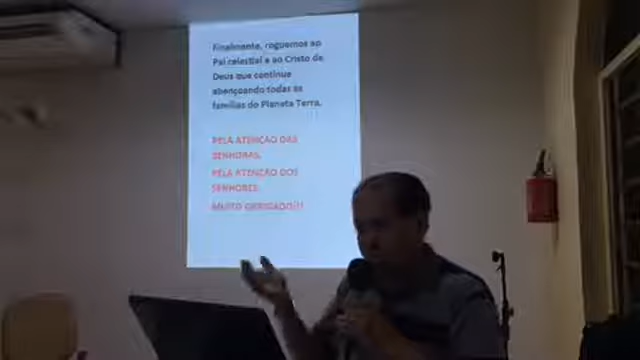 Finalmente, roguemos ao
Pai celestial e ao Cristo de
Deus que continue
abençoando todas as
famílias do Planeta Terra.
PELA ATENÇÃO DAS
SENHORAS,
PELA ATENÇÃO DOS
SENHORES,
MUITO OBRIGADO!!!